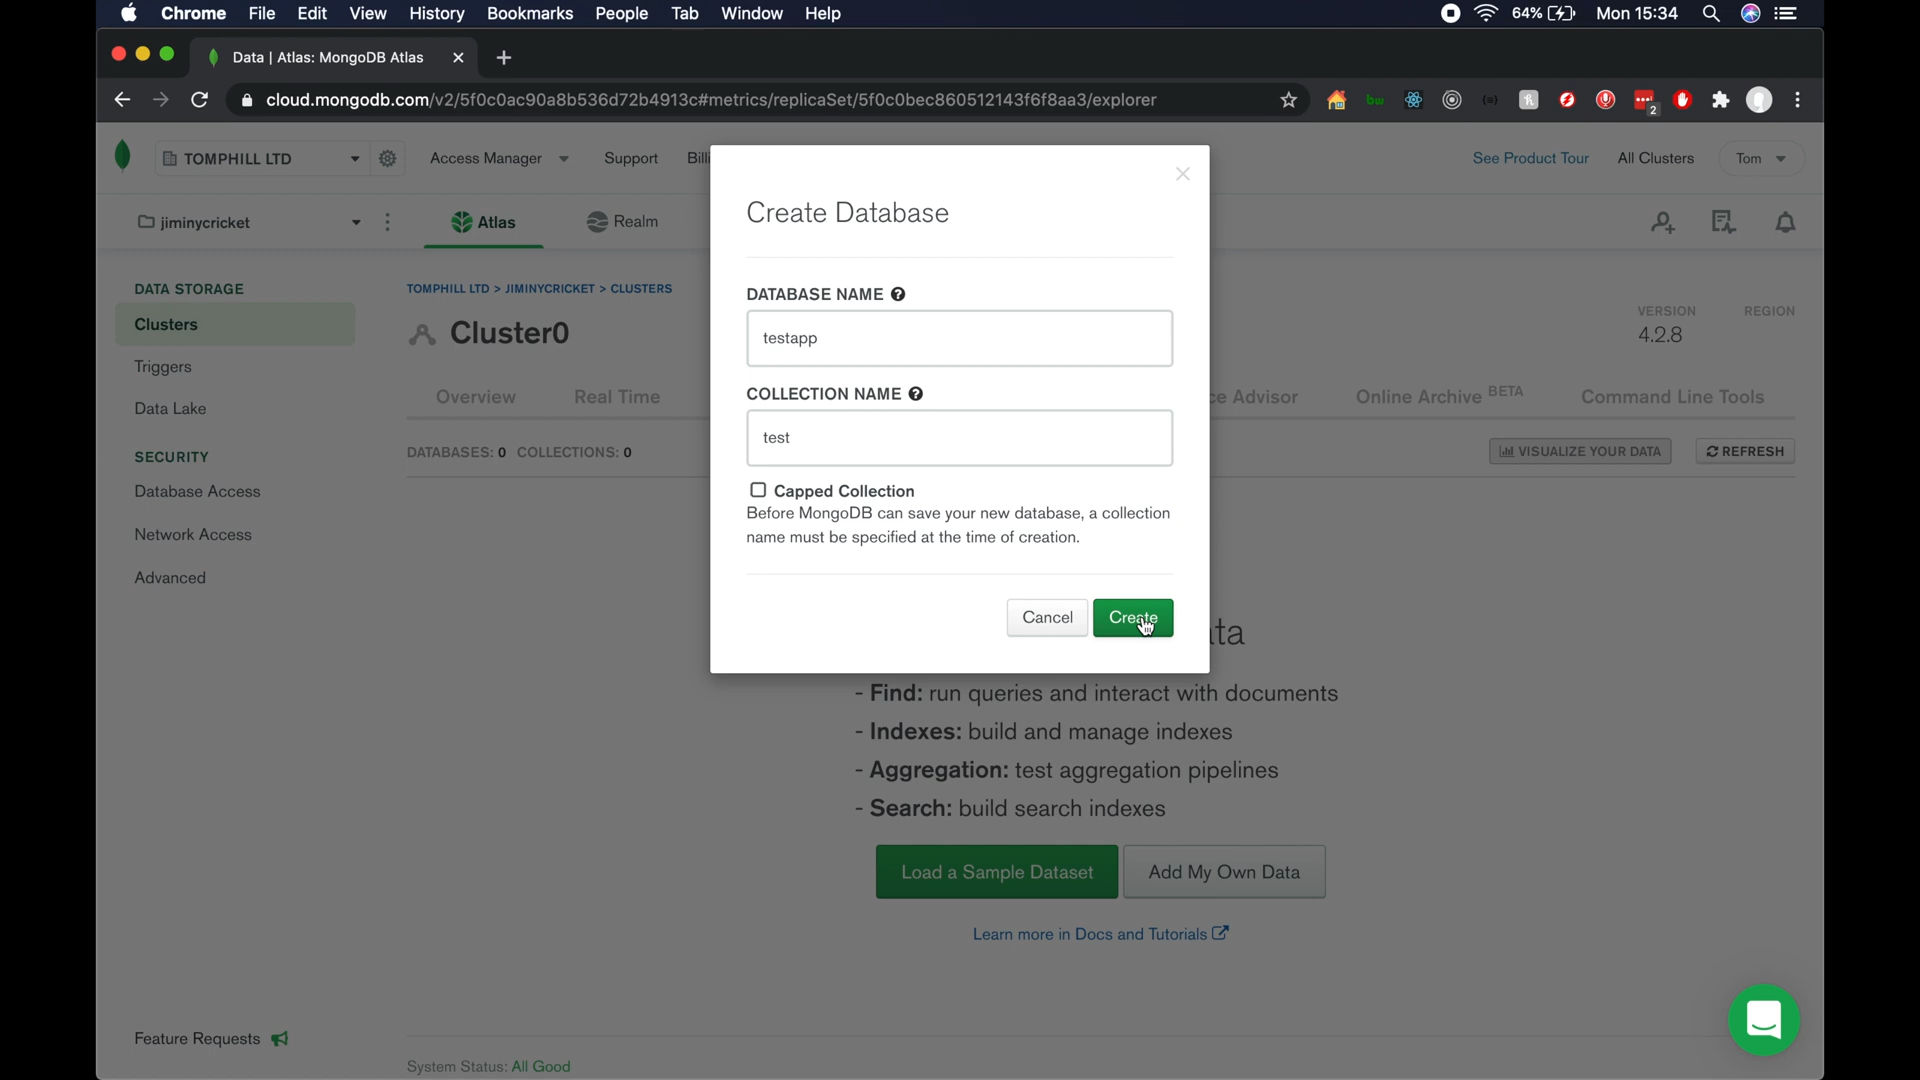 Chrome File Edit View History Bookmarks People Tab Window Help 64% Mon 15:34
Data | Atlas: MongoDB Atlas
cloud.mongodb.com/v2/5f0c0ac90a8b536d72b4913c#metrics/replicaSet/5f0c0bec860512143f6f8aa3/explorer bw 2
TOMPHILL LTD Access Manager Support Billi See Product Tour All Clusters Tom
jiminycricket Atlas Realm
Create Database
DATA STORAGE
Clusters
Triggers
Data Lake
SECURITY
Database Access
Network Access
Advanced
TOMPHILL LTD > JIMINYCRICKET > CLUSTERS
Cluster0
VERSION REGION
4.2.8
Overview Real Time ce Advisor Online Archive BETA Command Line Tools
DATABASES: 0 COLLECTIONS: 0 VISUALIZE YOUR DATA REFRESH
DATABASE NAME ?
testapp
COLLECTION NAME ?
test
Capped Collection
Before MongoDB can save your new database, a collection
name must be specified at the time of creation.
Cancel Create
ta
- Find: run queries and interact with documents
- Indexes: build and manage indexes
- Aggregation: test aggregation pipelines
- Search: build search indexes
Load a Sample Dataset Add My Own Data
Learn more in Docs and Tutorials
Feature Requests
System Status: All Good